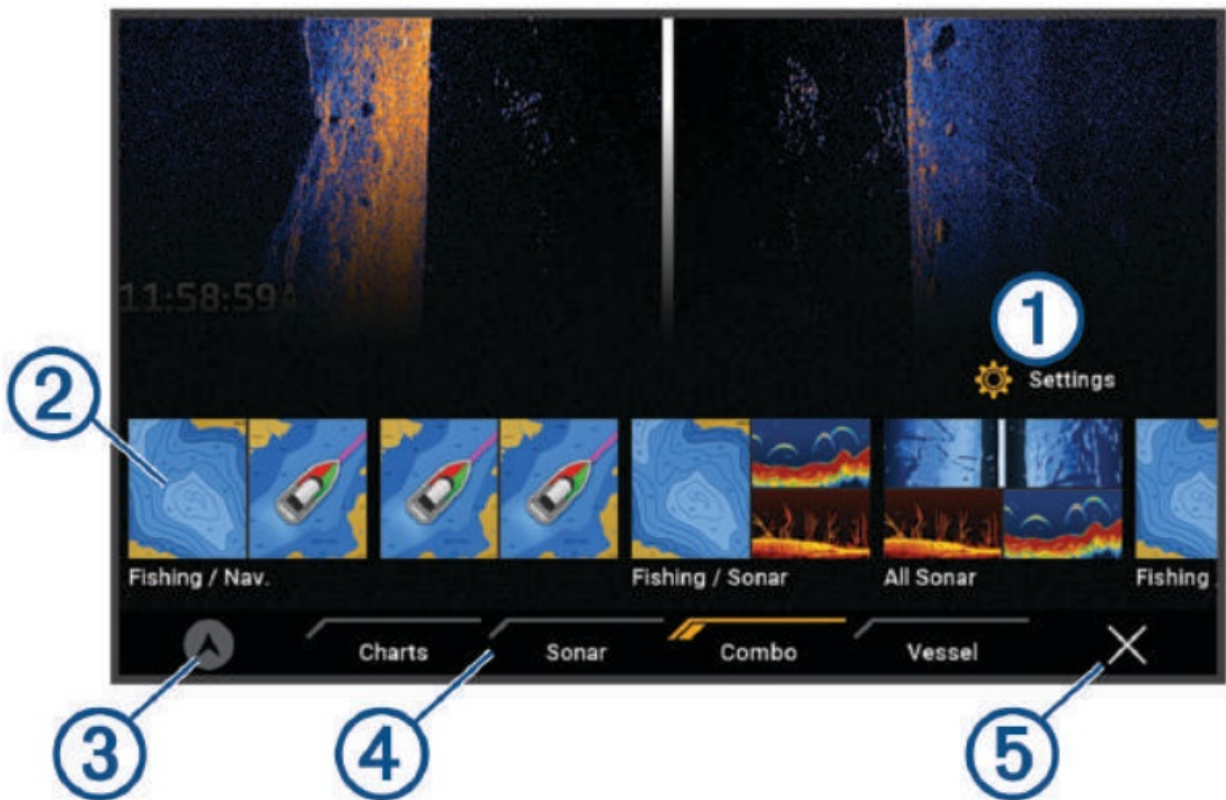 11:58:59A
1
Settings
2
Fishing / Nav.
Fishing / Sonar
All Sonar
Fishing
Charts
Sonar
Combo
Vessel
3
4
5